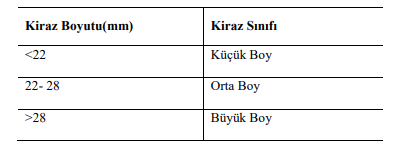 Kiraz Boyutu(mm) Kiraz Sınıfı
<22 Küçük Boy
22- 28 Orta Boy
>28 Büyük Boy